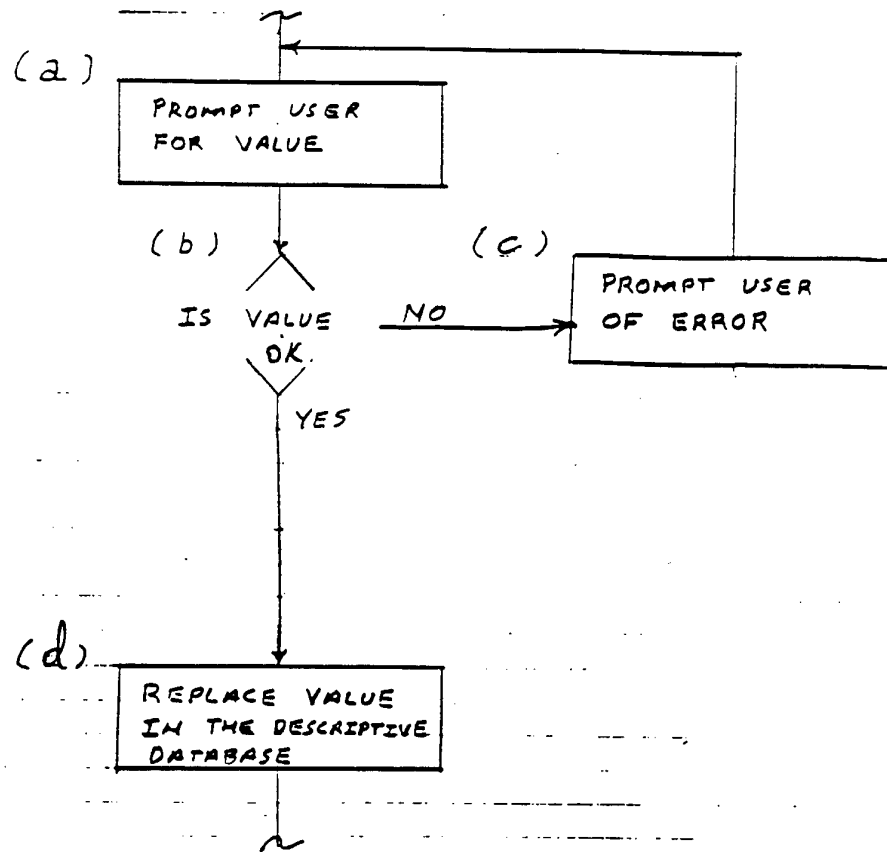 (a)
PROMPT USER
FOR VALUE
(b)
IS VALUE
OK.
NO
(c)
PROMPT USER
OF ERROR
YES
(d)
REPLACE VALUE
IN THE DESCRIPTIVE
DATABASE